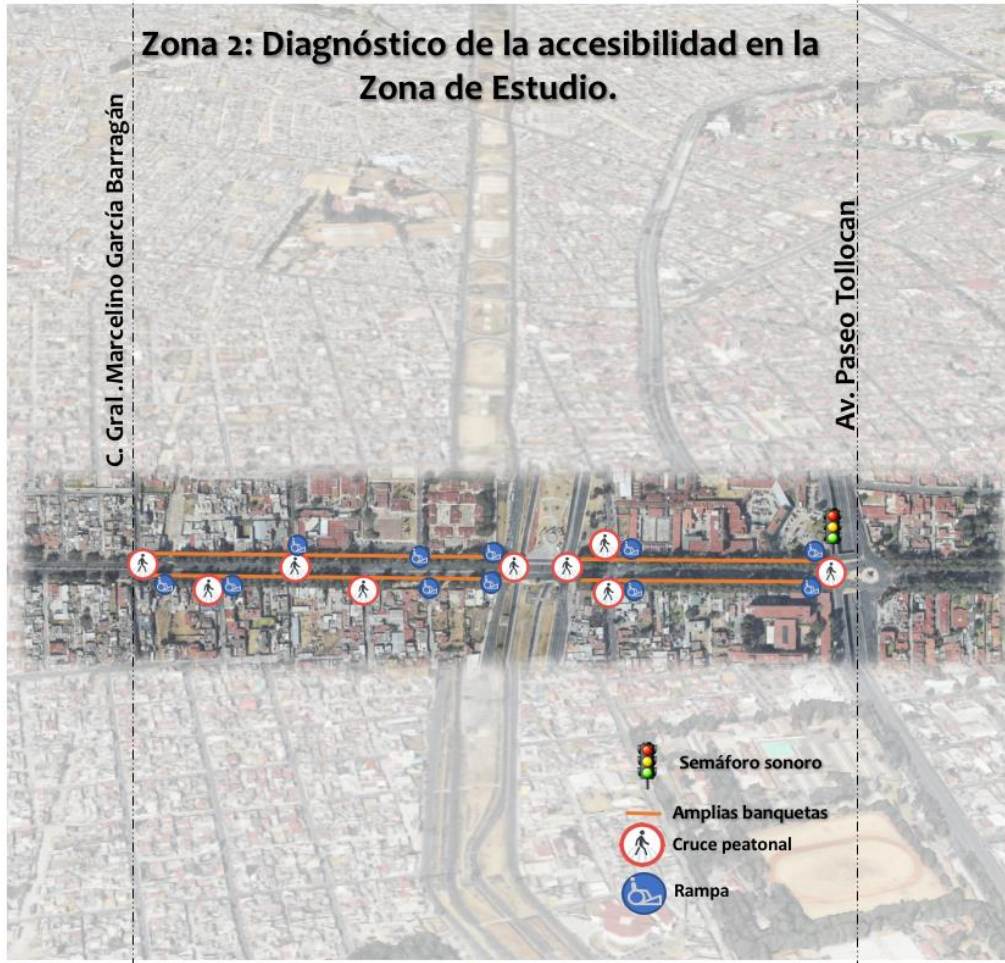 Zona 2: Diagnóstico de la accesibilidad en la
Zona de Estudio.
C. Gral .Marcelino García Barragán
Av. Paseo Tollocan
Semáforo sonoro
Amplias banquetas
Cruce peatonal
Rampa